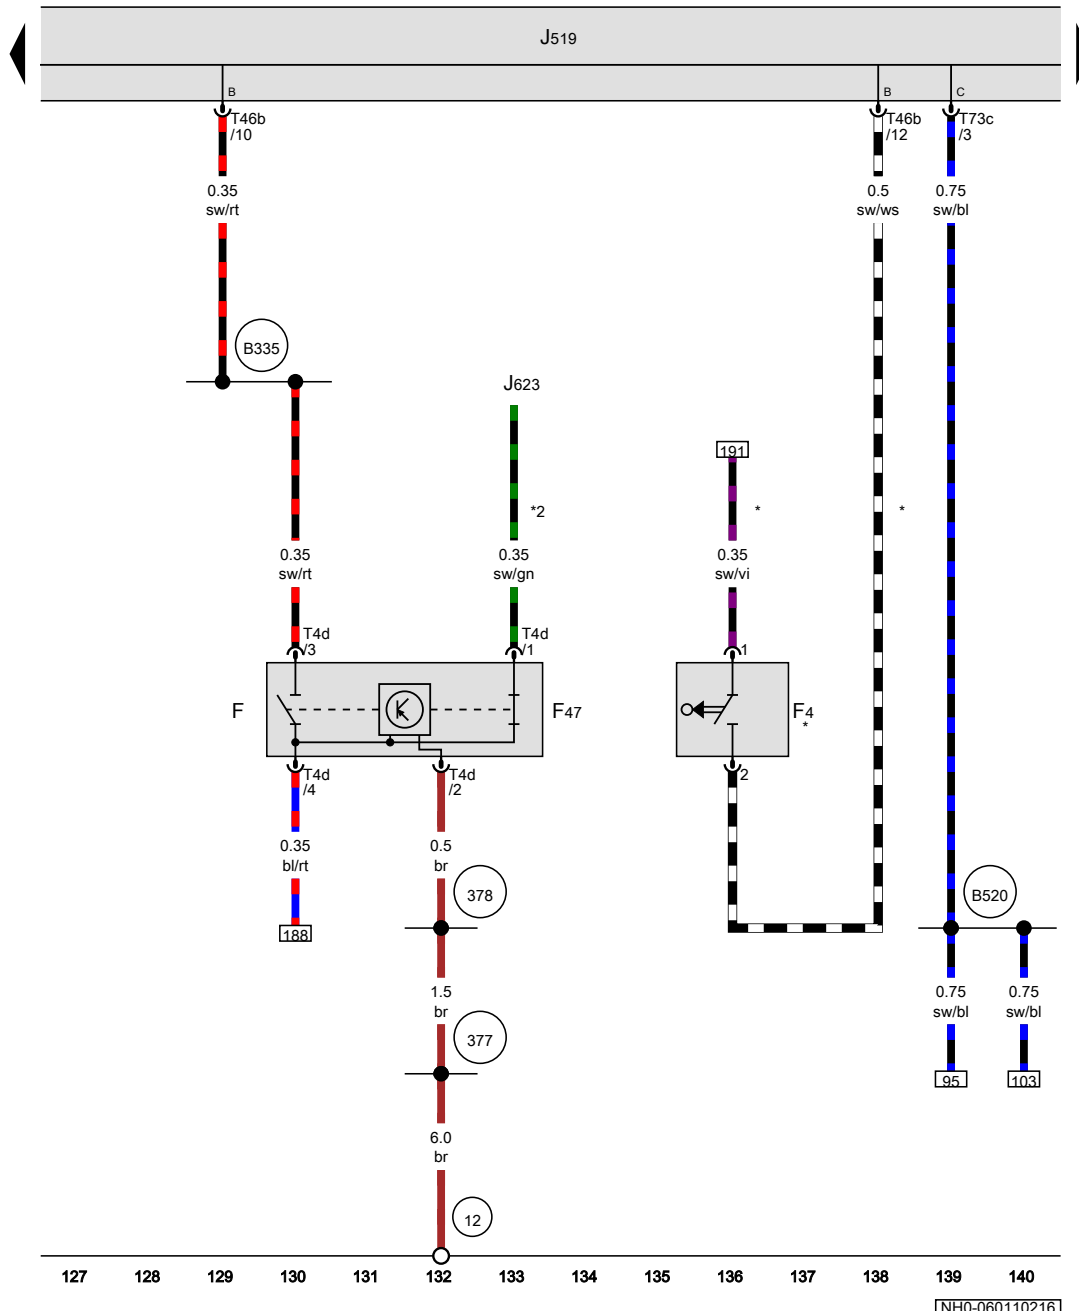 J519
B
B
C
T46b
/10
T46b
/12
T73c
/3
0.35
sw/rt
0.5
sw/ws
0.75
sw/bl
B335
J623
191
*2
*
*
0.35
sw/rt
0.35
sw/gn
0.35
sw/vi
T4d
/3
T4d
/1
1
F
F47
F4
*
T4d
/4
T4d
/2
2
0.35
bl/rt
0.5
br
378
B520
188
1.5
br
0.75
sw/bl
0.75
sw/bl
377
95
103
6.0
br
12
127 128 129 130 131 132 133 134 135 136 137 138 139 140
NH0-060110216